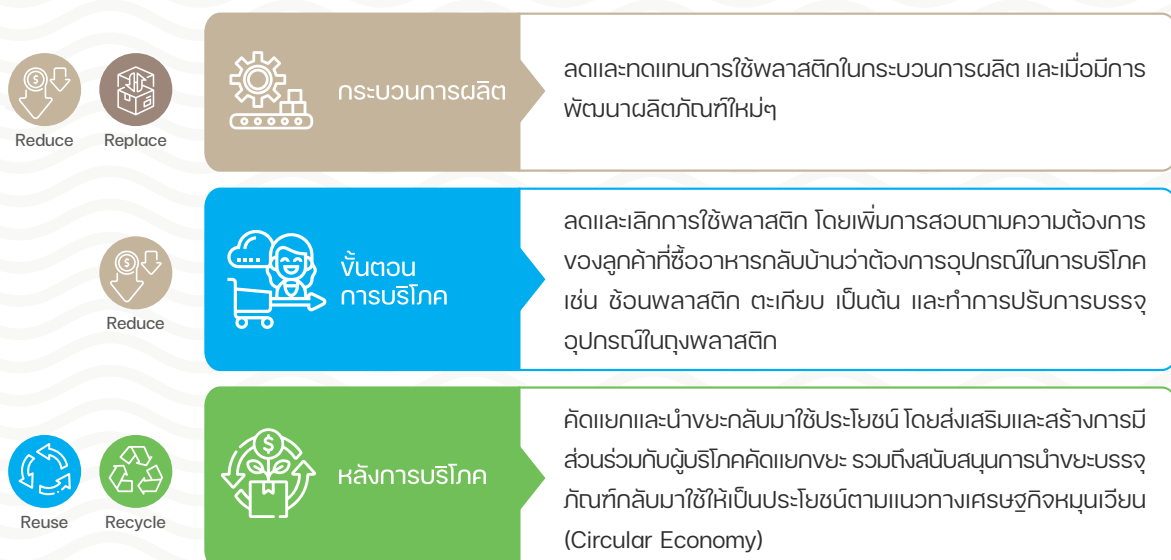 Reduce
Replace
กระบวนการผลิต
ลดและทดแทนการใช้พลาสติกในกระบวนการผลิต และเมื่อมีการ
พัฒนาผลิตภัณฑ์ใหม่ๆ
Reduce
ขั้นตอน
การบริโภค
ลดและเลิกการใช้พลาสติก โดยเพิ่มการสอบถามความต้องการ
ของลูกค้าที่ซื้ออาหารกลับบ้านว่าต้องการอุปกรณ์ในการบริโภค
เช่น ช้อนพลาสติก ตะเกียบ เป็นต้น และทำการปรับการบรรจุ
อุปกรณ์ในถุงพลาสติก
Reuse
Recycle
หลังการบริโภค
คัดแยกและนำขยะกลับมาใช้ประโยชน์ โดยส่งเสริมและสร้างการมี
ส่วนร่วมกับผู้บริโภคคัดแยกขยะ รวมถึงสนับสนุนการนำขยะบรรจุ
ภัณฑ์กลับมาใช้ให้เป็นประโยชน์ตามแนวทางเศรษฐกิจหมุนเวียน
(Circular Economy)